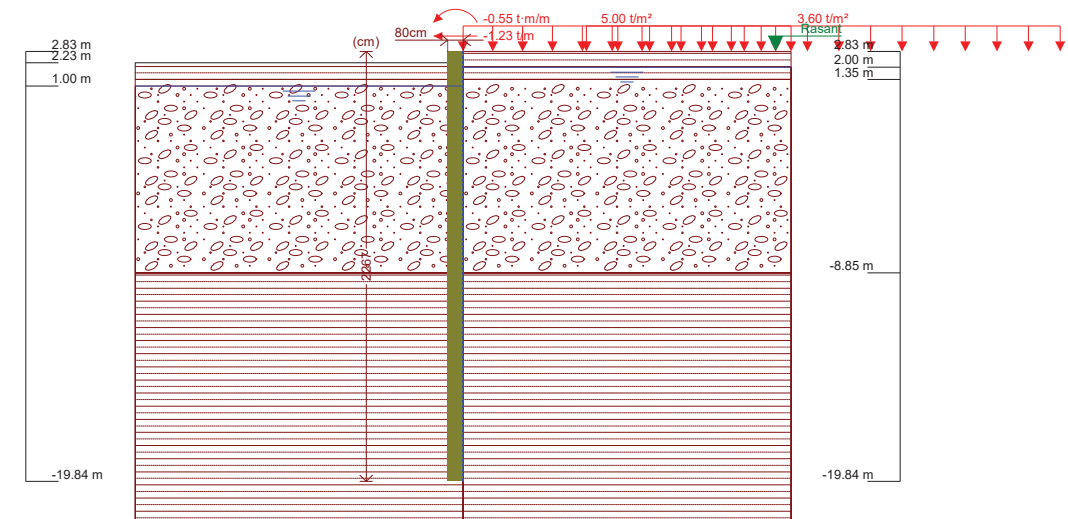 -0.55 t·m/m
5.00 t/m²
3.60 t/m²
80cm
-1.23 t/m
Rasant
(cm)
2.83 m
2.83 m
2.23 m
2.00 m
1.00 m
1.35 m
2267
-8.85 m
-19.84 m
-19.84 m